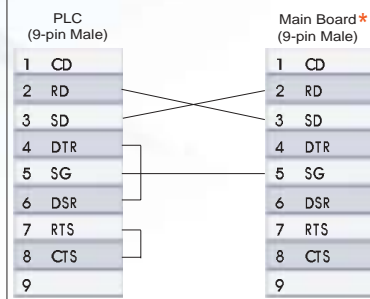 PLC
(9-pin Male)
1 CD
2 RD
3 SD
4 DTR
5 SG
6 DSR
7 RTS
8 CTS
9
Main Board*
(9-pin Male)
1 CD
2 RD
3 SD
4 DTR
5 SG
6 DSR
7 RTS
8 CTS
9